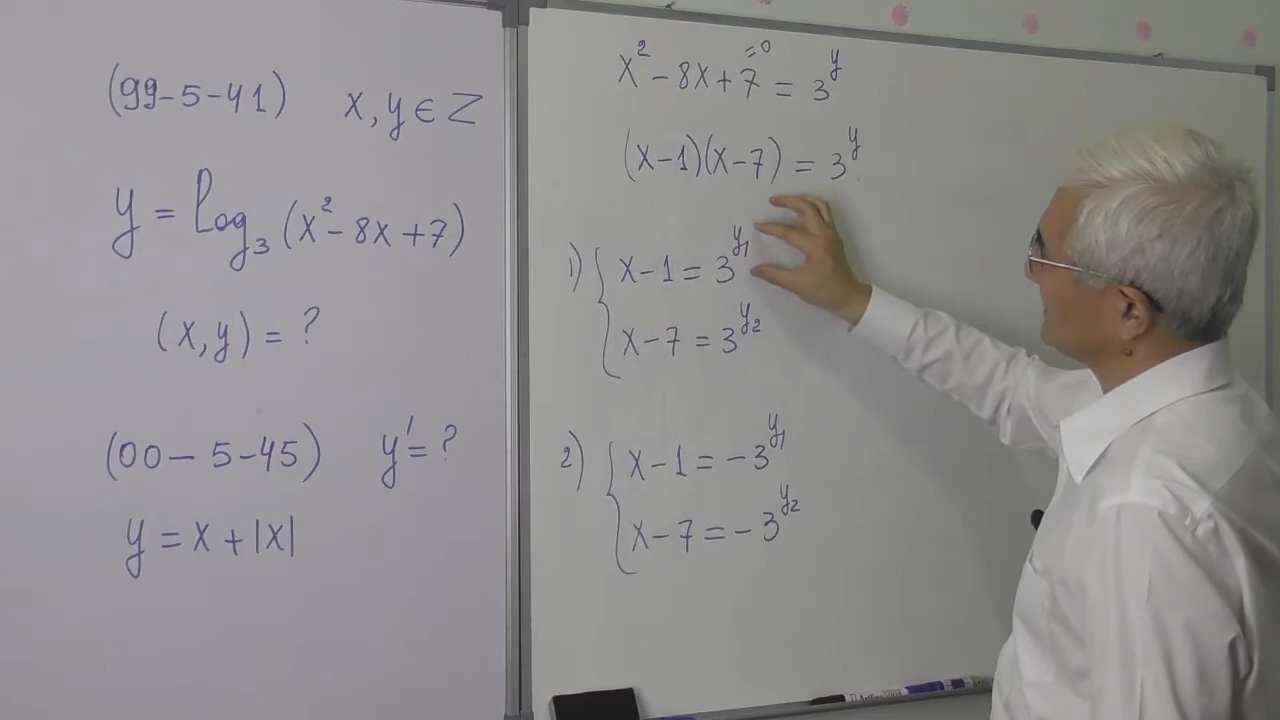 (99-5-41) x, y ∈ Z
y = log₃(x² - 8x + 7)
(x, y) = ?
(00 - 5-45) y' = ?
y = x + |x|
=0
x² - 8x + 7 = 3^y
(x - 1)(x - 7) = 3^y
1) { x - 1 = 3^y₁
x - 7 = 3^y₂
2) { x - 1 = -3^y₁
x - 7 = -3^y₂